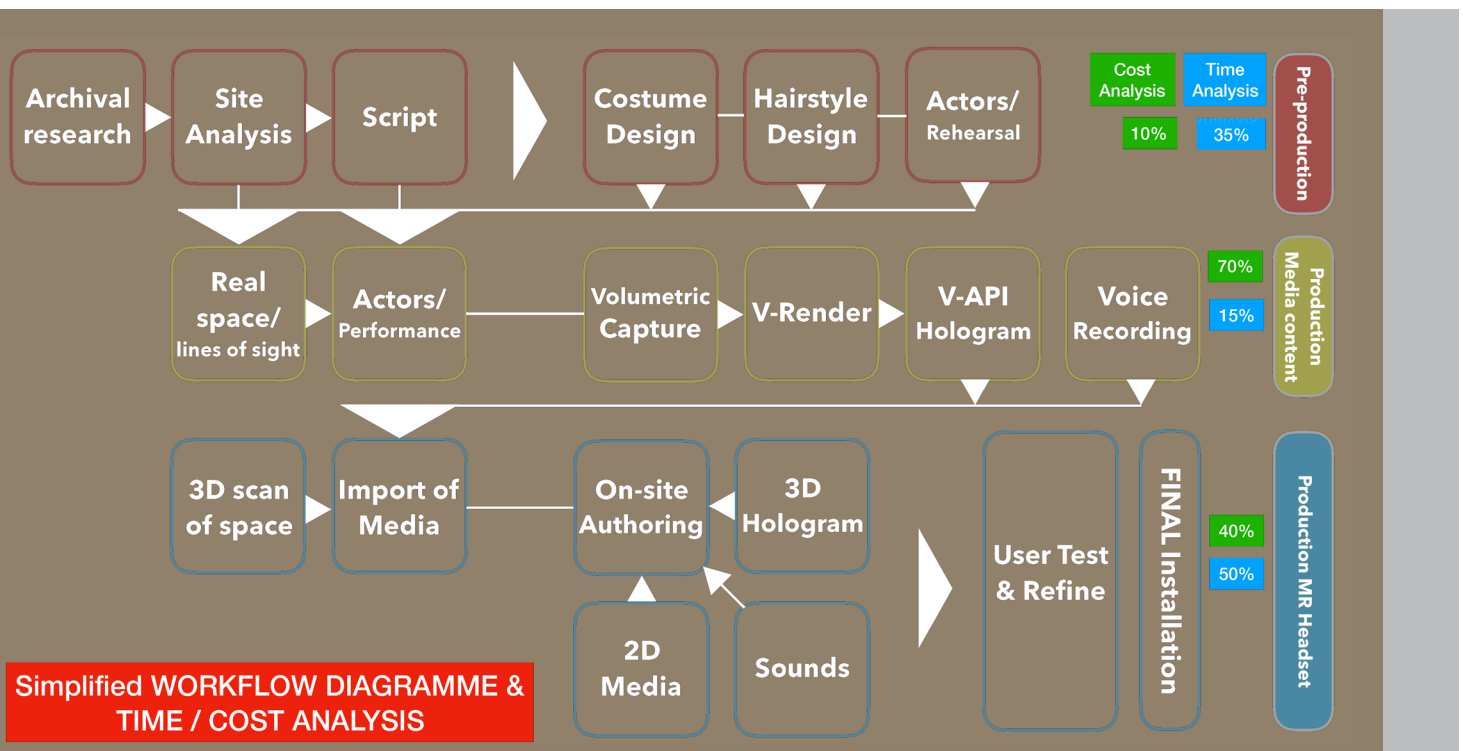 Archival
research
Site
Analysis
Script
Costume
Design
Hairstyle
Design
Actors/
Rehearsal
Cost
Analysis
Time
Analysis
10%
35%
Pre-production
Real
space/
lines of sight
Actors/
Performance
Volumetric
Capture
V-Render
V-API
Hologram
Voice
Recording
70%
15%
Production
Media content
3D scan
of space
Import of
Media
On-site
Authoring
3D
Hologram
2D
Media
Sounds
User Test
& Refine
FINAL Installation
40%
50%
Production MR Headset
Simplified WORKFLOW DIAGRAMME &
TIME / COST ANALYSIS